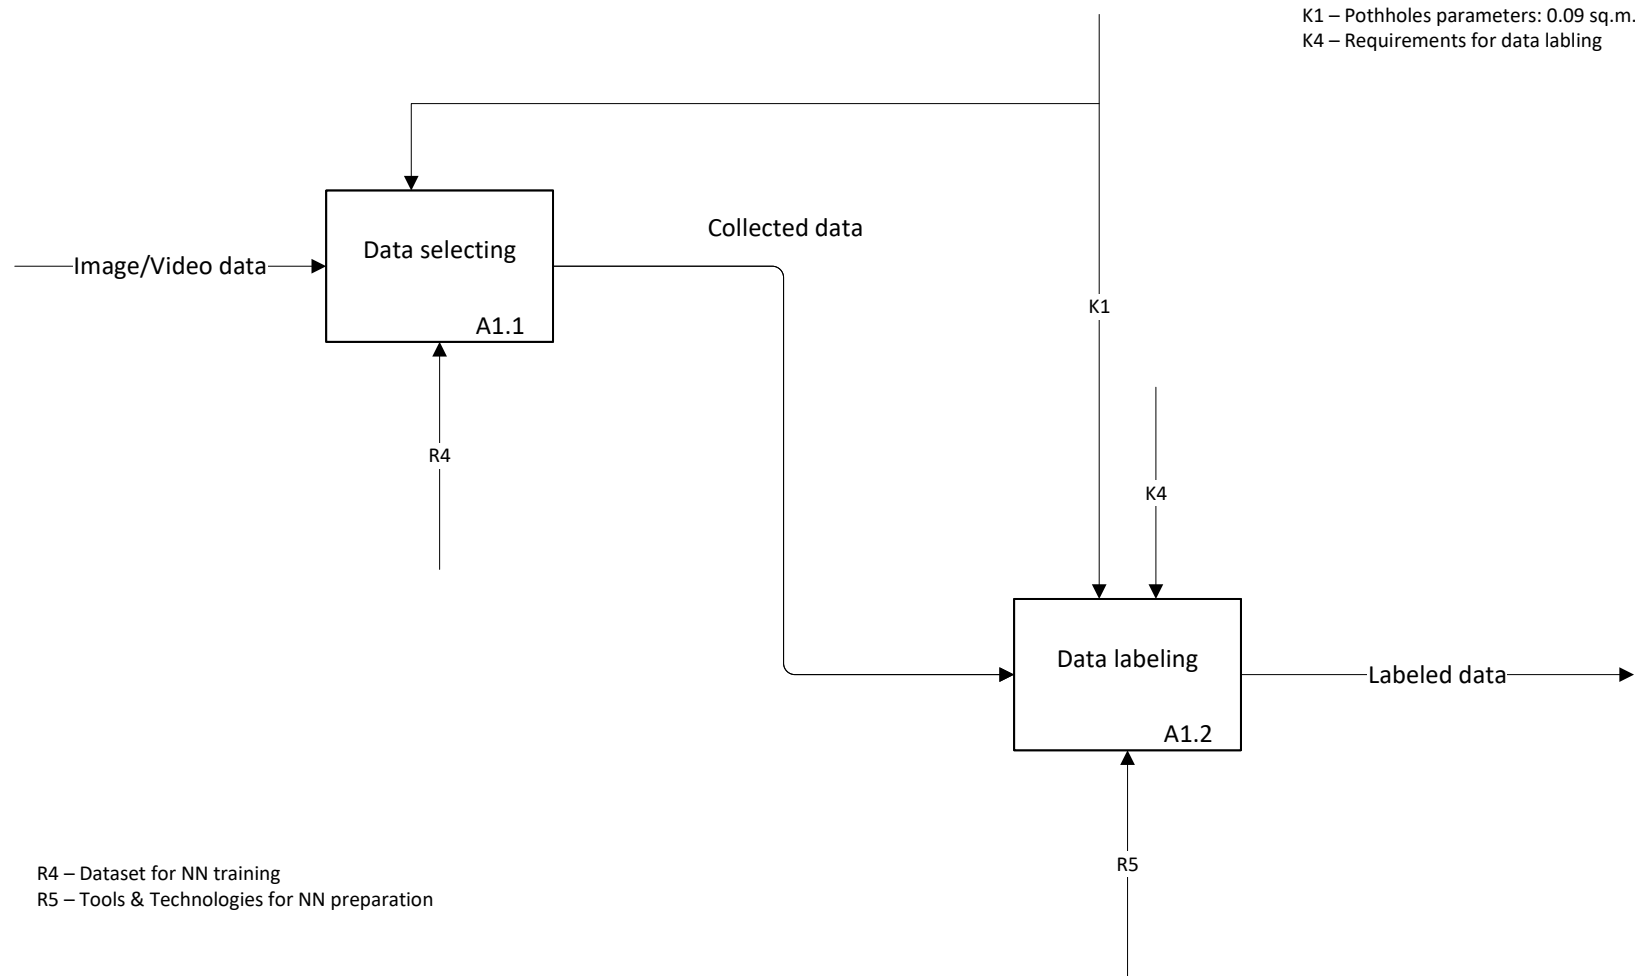 K1 – Pothholes parameters: 0.09 sq.m.
K4 – Requirements for data labling
Collected data
Data selecting
Image/Video data
A1.1
K1
R4
K4
Data labeling
Labeled data
A1.2
R5
R4 – Dataset for NN training
R5 – Tools & Technologies for NN preparation